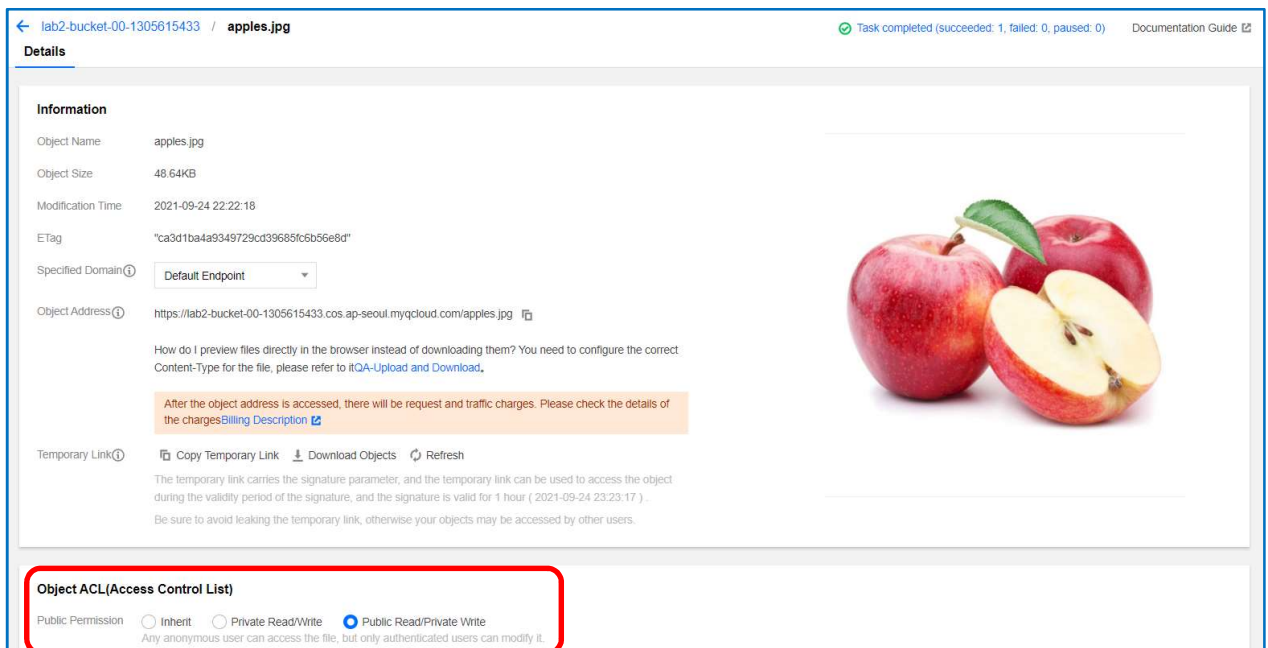 lab2-bucket-00-1305615433 / apples.jpg
Task completed (succeeded: 1, failed: 0, paused: 0)
Documentation Guide
Details
Information
Object Name apples.jpg
Object Size 48.64KB
Modification Time 2021-09-24 22:22:18
ETag "ca3d1ba4a9349729cd39685fc6b56e8d"
Specified Domain Default Endpoint
Object Address https://lab2-bucket-00-1305615433.cos.ap-seoul.myqcloud.com/apples.jpg
How do I preview files directly in the browser instead of downloading them? You need to configure the correct
Content-Type for the file, please refer to itQA-Upload and Download。
After the object address is accessed, there will be request and traffic charges. Please check the details of
the chargesBilling Description
Temporary Link Copy Temporary Link Download Objects Refresh
The temporary link carries the signature parameter, and the temporary link can be used to access the object
during the validity period of the signature, and the signature is valid for 1 hour ( 2021-09-24 23:23:17 ) .
Be sure to avoid leaking the temporary link, otherwise your objects may be accessed by other users.
Object ACL(Access Control List)
Public Permission Inherit Private Read/Write Public Read/Private Write
Any anonymous user can access the file, but only authenticated users can modify it.